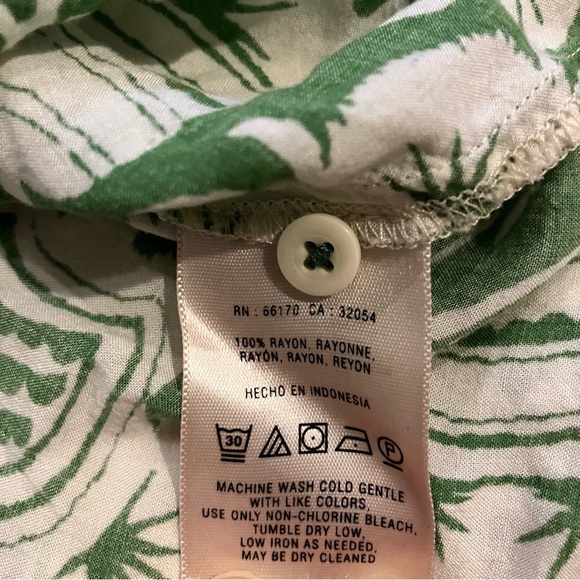 RN : 66170 CA : 32054
100% RAYON, RAYONNE,
RAYÓN, RAYON, REYON
HECHO EN INDONESIA
30
P
MACHINE WASH COLD GENTLE
WITH LIKE COLORS,
USE ONLY NON-CHLORINE BLEACH,
TUMBLE DRY LOW,
LOW IRON AS NEEDED,
MAY BE DRY CLEANED